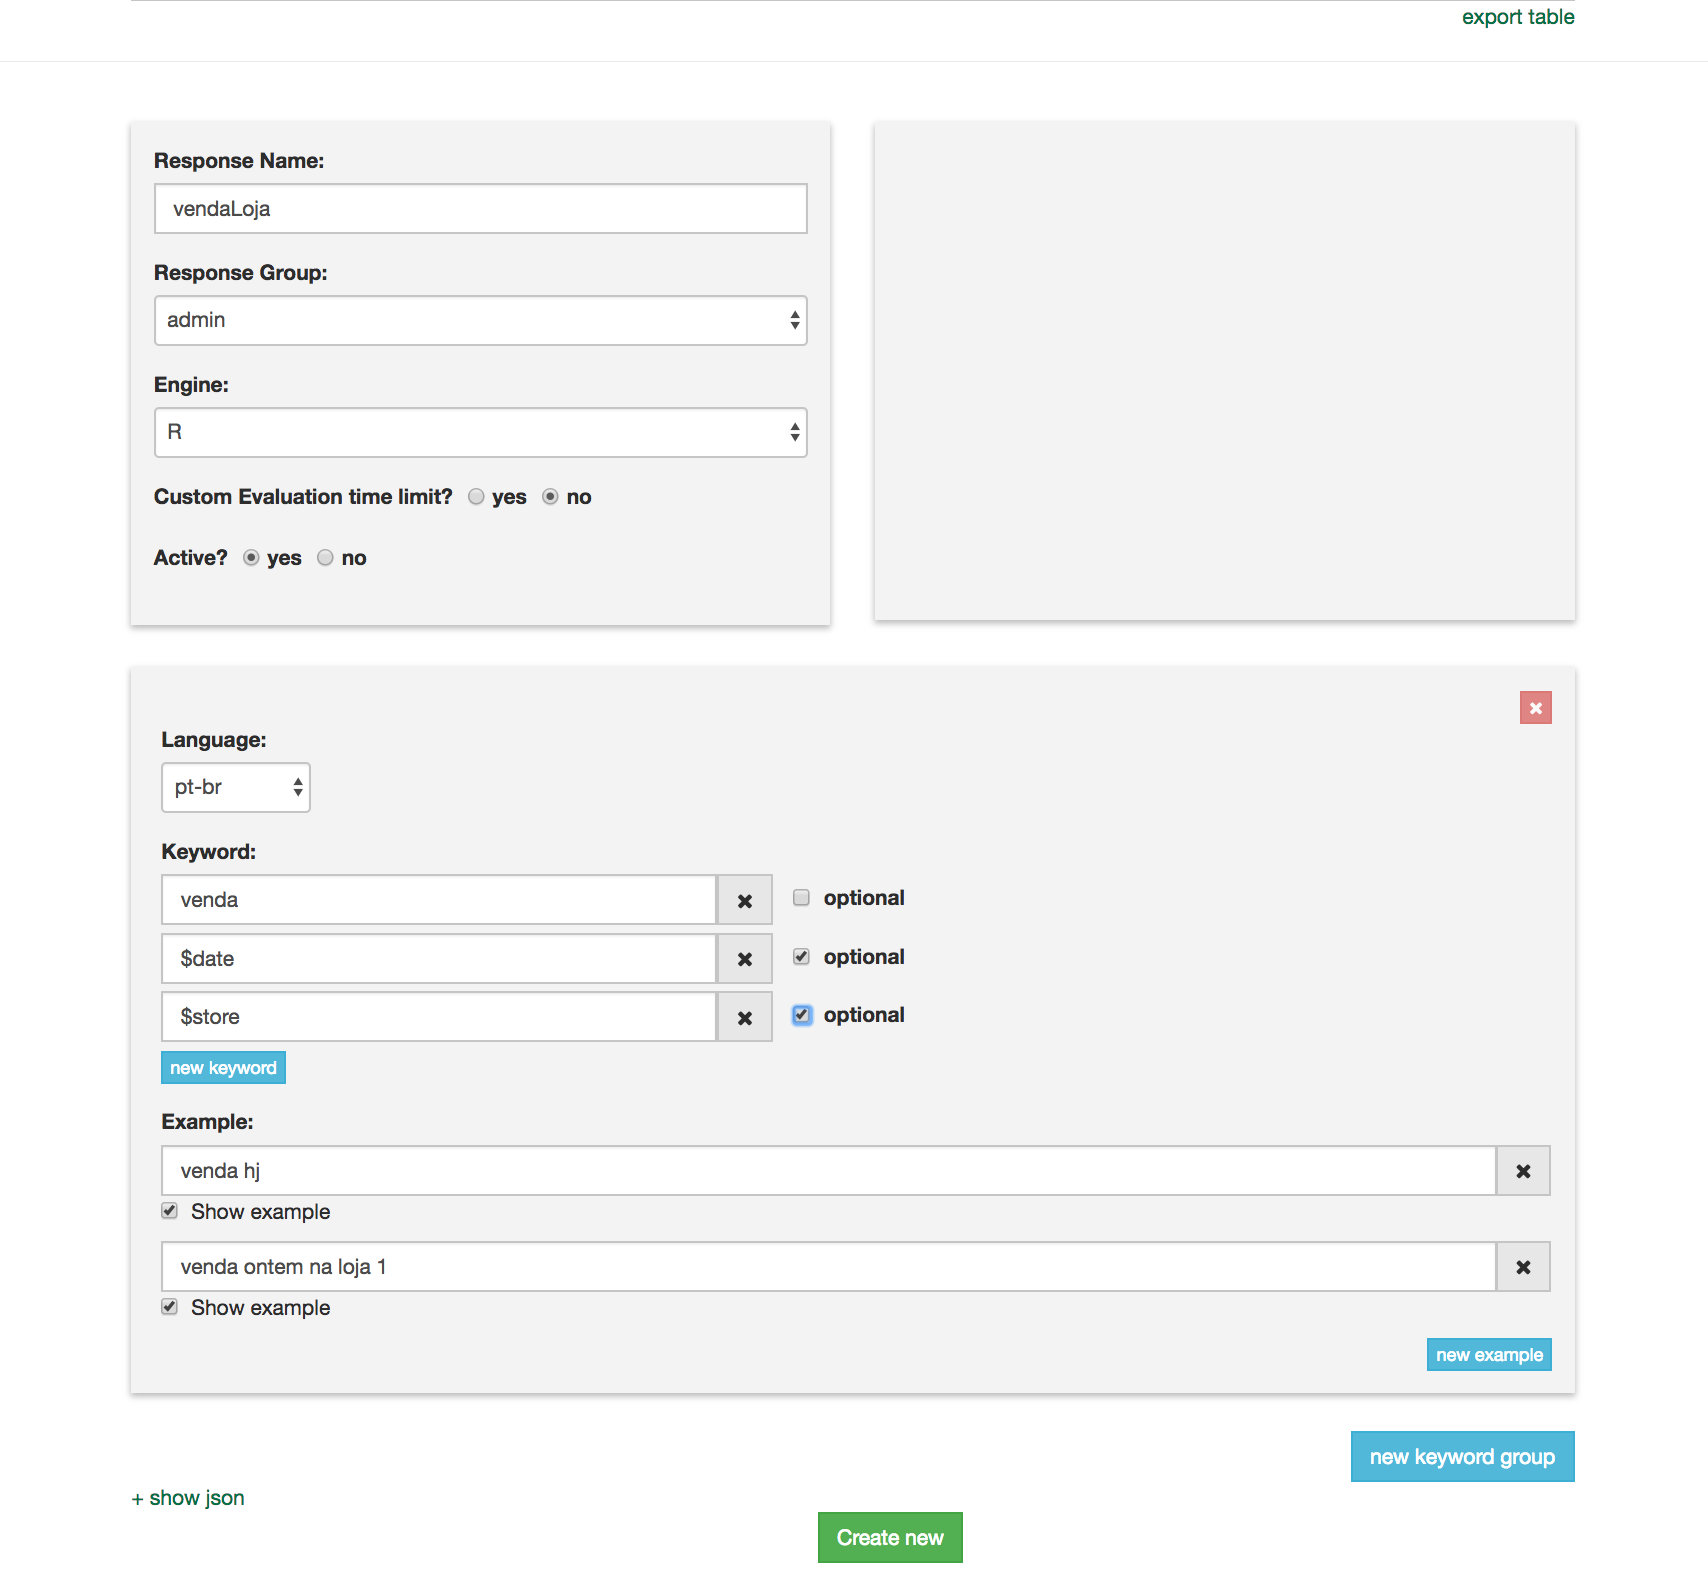 export table
Response Name:
vendaLoja
Response Group:
admin
Engine:
R
Custom Evaluation time limit? yes no
Active? yes no
Language:
pt-br
Keyword:
venda
optional
$date
optional
$store
optional
new keyword
Example:
venda hj
Show example
venda ontem na loja 1
Show example
new example
new keyword group
+ show json
Create new